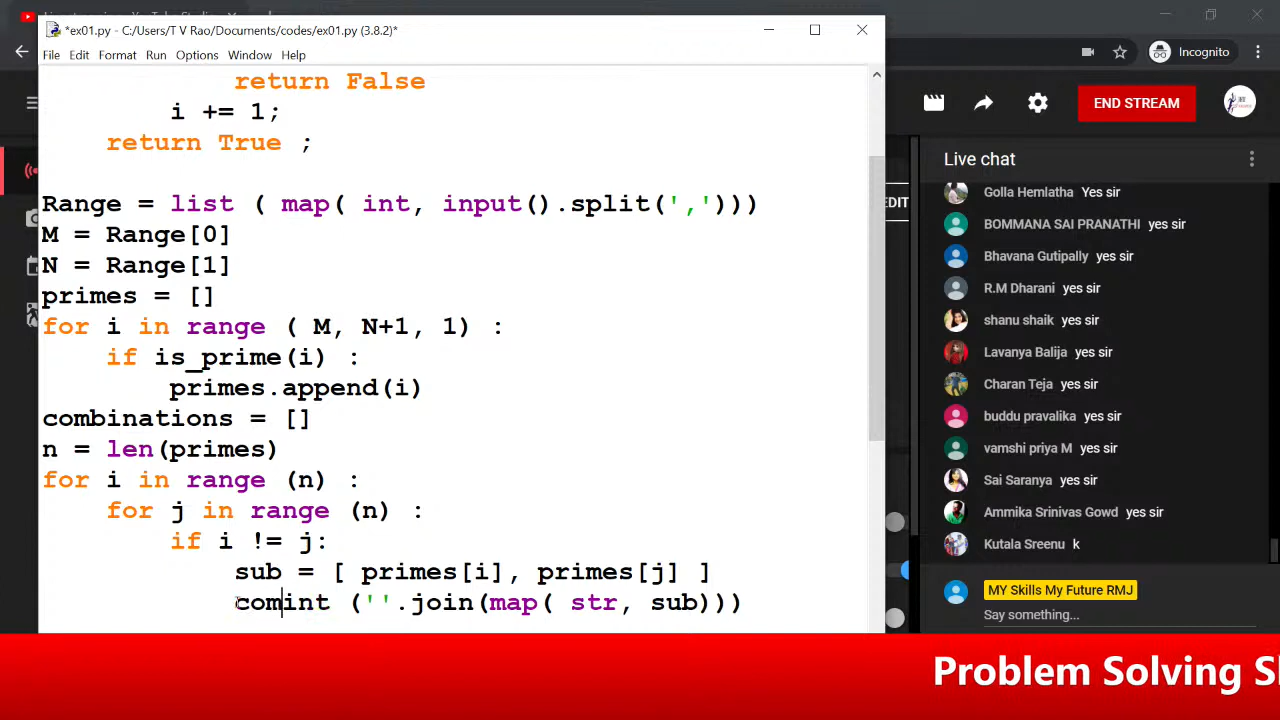 *ex01.py - C:/Users/T V Rao/Documents/codes/ex01.py (3.8.2)*
File Edit Format Run Options Window Help
return False
i += 1;
return True ;
Range = list ( map( int, input().split(',')))
M = Range[0]
N = Range[1]
primes = []
for i in range ( M, N+1, 1) :
if is_prime(i) :
primes.append(i)
combinations = []
n = len(primes)
for i in range (n) :
for j in range (n) :
if i != j:
sub = [ primes[i], primes[j] ]
comint (''.join(map( str, sub)))
Incognito
END STREAM
EDIT
Live chat
Golla Hemlatha Yes sir
BOMMANA SAI PRANATHI yes sir
Bhavana Gutipally yes sir
R.M Dharani yes sir
shanu shaik yes sir
Lavanya Balija yes sir
Charan Teja yes sir
buddu pravalika yes sir
vamshi priya M yes sir
Sai Saranya yes sir
Ammika Srinivas Gowd yes sir
Kutala Sreenu k
MY Skills My Future RMJ
Say something...
Problem Solving S